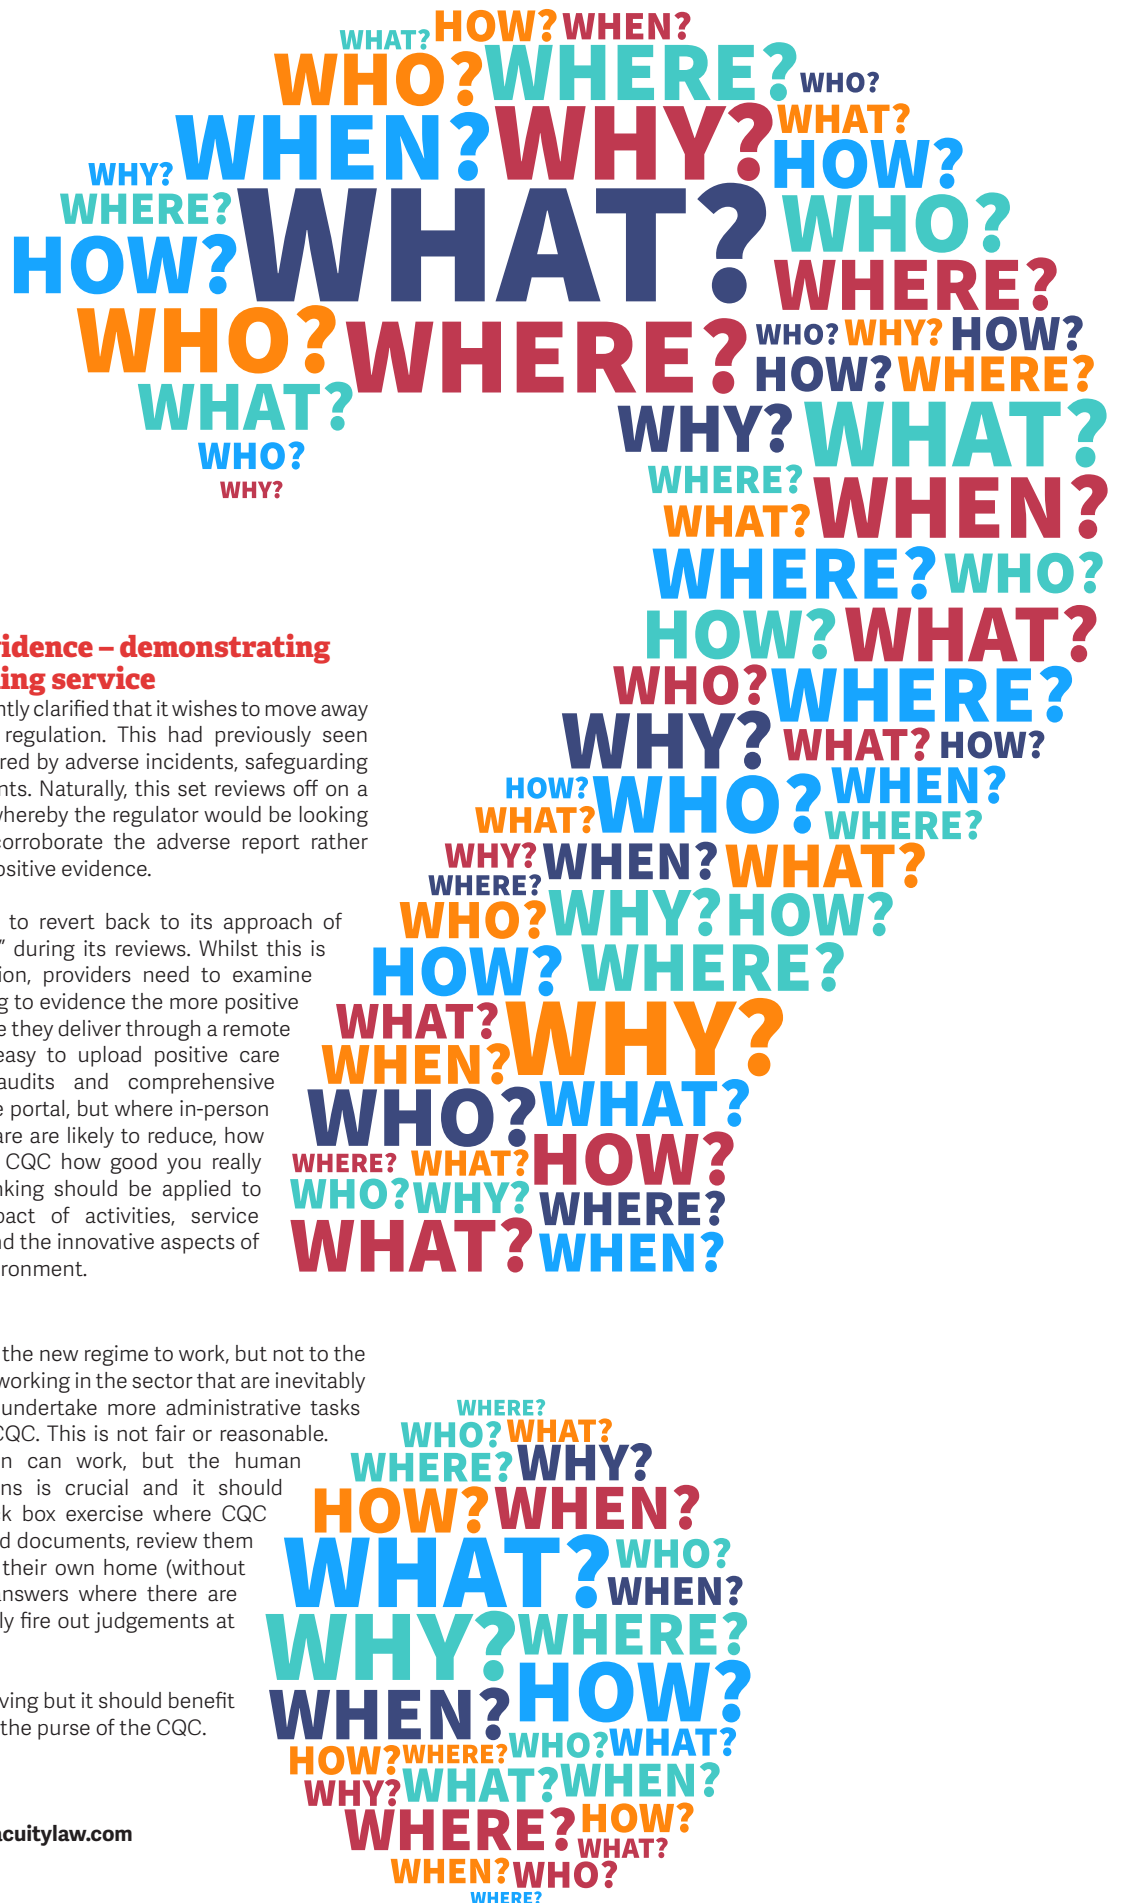 WHAT? HOW? WHEN?
WHO? WHERE? WHO?
WHEN? WHY? WHAT?
WHY? HOW?
WHERE? WHAT? WHO?
HOW? WHERE?
WHO? WHERE? WHO? WHY? HOW?
HOW? WHERE?
WHAT? WHY? WHAT?
WHO?
WHERE?
WHY? WHAT? WHEN?
WHERE? WHO?
HOW? WHAT?
idence – demonstrating
ing service
ntly clarified that it wishes to move away
regulation. This had previously seen
red by adverse incidents, safeguarding
nts. Naturally, this set reviews off on a
whereby the regulator would be looking
corroborate the adverse report rather
ositive evidence.
to revert back to its approach of
” during its reviews. Whilst this is
ion, providers need to examine
g to evidence the more positive
e they deliver through a remote
easy to upload positive care
audits and comprehensive
e portal, but where in-person
are are likely to reduce, how
CQC how good you really
nking should be applied to
pact of activities, service
nd the innovative aspects of
ronment.
WHO? WHERE?
WHY? WHAT? HOW?
HOW? WHO? WHEN?
WHAT? WHERE?
WHY? WHEN? WHAT?
WHERE?
WHO? WHY? HOW?
HOW? WHERE?
WHAT? WHY?
WHEN?
WHO? WHAT?
WHERE? WHAT? HOW?
WHO? WHY? WHERE?
WHAT? WHEN?
the new regime to work, but not to the
working in the sector that are inevitably
undertake more administrative tasks
CQC. This is not fair or reasonable.
n can work, but the human
ns is crucial and it should
ck box exercise where CQC
d documents, review them
their own home (without
answers where there are
ly fire out judgements at
ving but it should benefit
the purse of the CQC.
acuitylaw.com
WHERE?
WHO? WHAT?
WHERE? WHY?
HOW? WHEN?
WHAT? WHO?
WHEN?
WHY? WHERE?
WHEN? HOW?
HOW? WHERE? WHO? WHAT?
WHY? WHAT? WHEN?
WHERE? HOW?
WHAT?
WHEN? WHO?
WHERE?